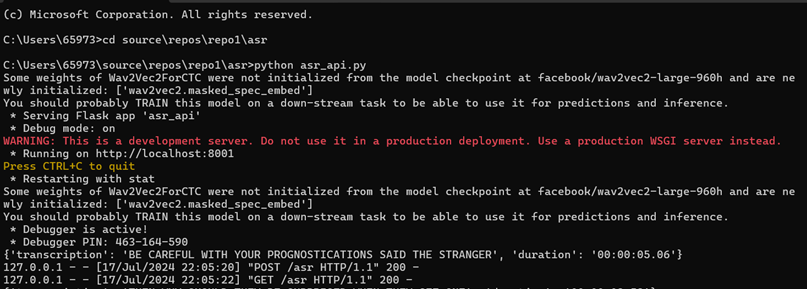 (c) Microsoft Corporation. All rights reserved.
C:\Users\65973>cd source\repos\repo1\asr
C:\Users\65973\source\repos\repo1\asr>python asr_api.py
Some weights of Wav2Vec2ForCTC were not initialized from the model checkpoint at facebook/wav2vec2-large-960h and are ne
wly initialized: ['wav2vec2.masked_spec_embed']
You should probably TRAIN this model on a down-stream task to be able to use it for predictions and inference.
 * Serving Flask app 'asr_api'
 * Debug mode: on
WARNING: This is a development server. Do not use it in a production deployment. Use a production WSGI server instead.
 * Running on http://localhost:8001
Press CTRL+C to quit
 * Restarting with stat
Some weights of Wav2Vec2ForCTC were not initialized from the model checkpoint at facebook/wav2vec2-large-960h and are ne
wly initialized: ['wav2vec2.masked_spec_embed']
You should probably TRAIN this model on a down-stream task to be able to use it for predictions and inference.
 * Debugger is active!
 * Debugger PIN: 463-164-590
{'transcription': 'BE CAREFUL WITH YOUR PROGNOSTICATIONS SAID THE STRANGER', 'duration': '00:00:05.06'}
127.0.0.1 - - [17/Jul/2024 22:05:20] "POST /asr HTTP/1.1" 200 -
127.0.0.1 - - [17/Jul/2024 22:05:22] "GET /asr HTTP/1.1" 200 -